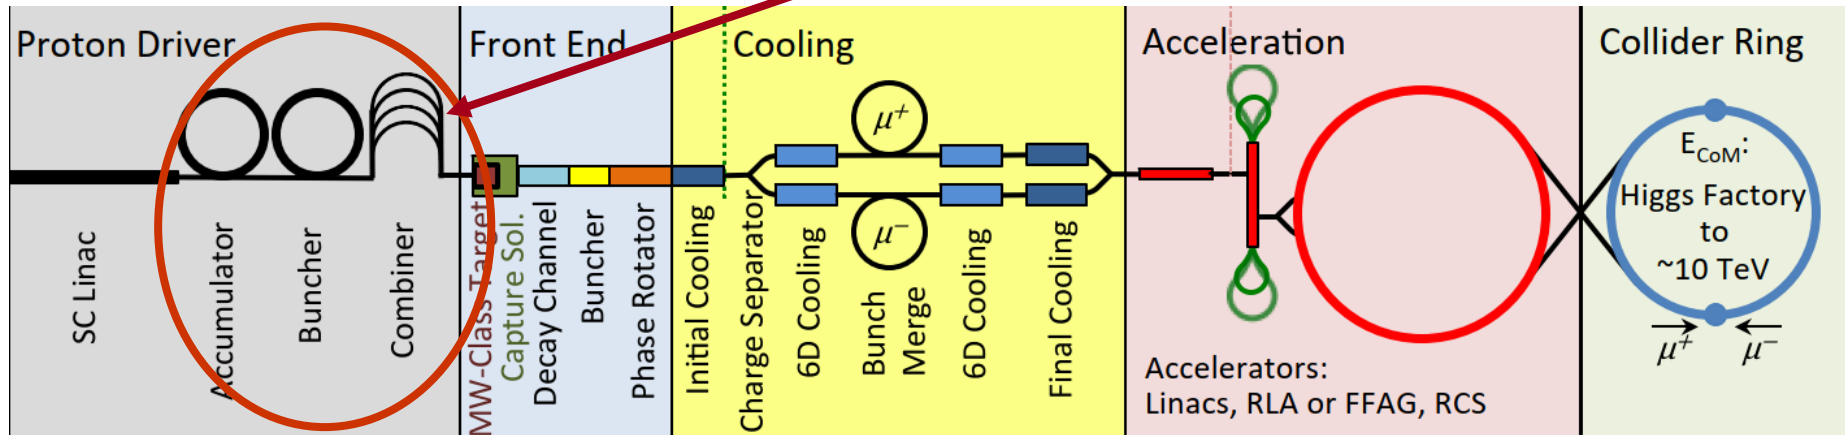 Proton Driver
Front End
Cooling
Acceleration
Collider Ring
SC Linac
Accumulator
Buncher
Combiner
MW-Class Target
Capture Sol.
Decay Channel
Buncher
Phase Rotator
Initial Cooling
Charge Separator
6D Cooling
μ+
μ−
Bunch
Merge
6D Cooling
Final Cooling
Accelerators:
Linacs, RLA or FFAG, RCS
ECoM:
Higgs Factory
to
~10 TeV
μ+ μ−